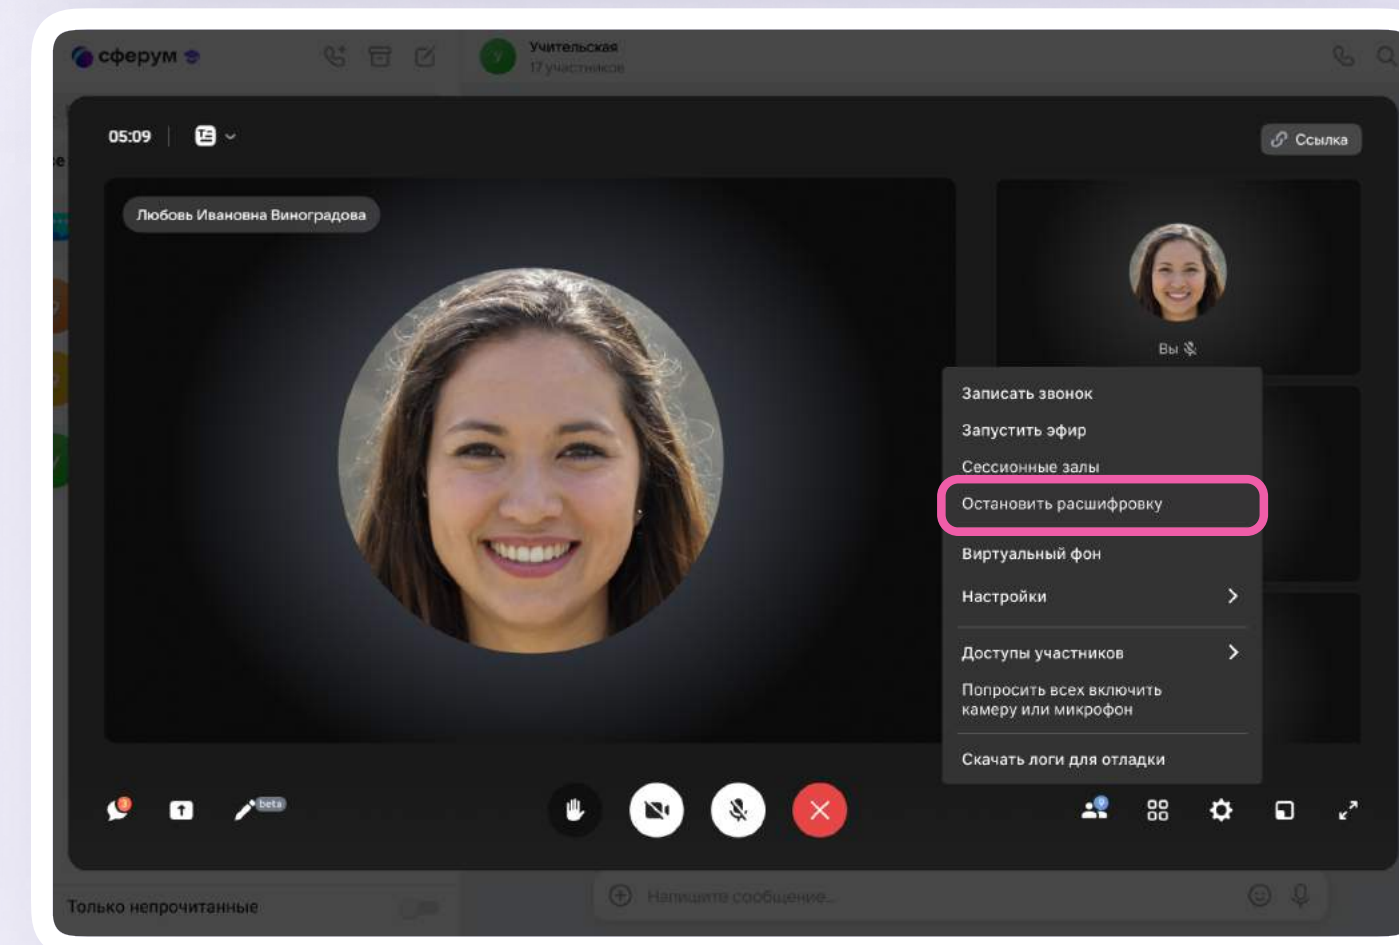 сферум
Учительская
17 участников
05:09
Ссылка
Любовь Ивановна Виноградова
Вы
Записать звонок
Запустить эфир
Сессионные залы
Остановить расшифровку
Виртуальный фон
Настройки
Доступы участников
Попросить всех включить
камеру или микрофон
Скачать логи для отладки
3
beta
9
Только непрочитанные
Напишите сообщение...